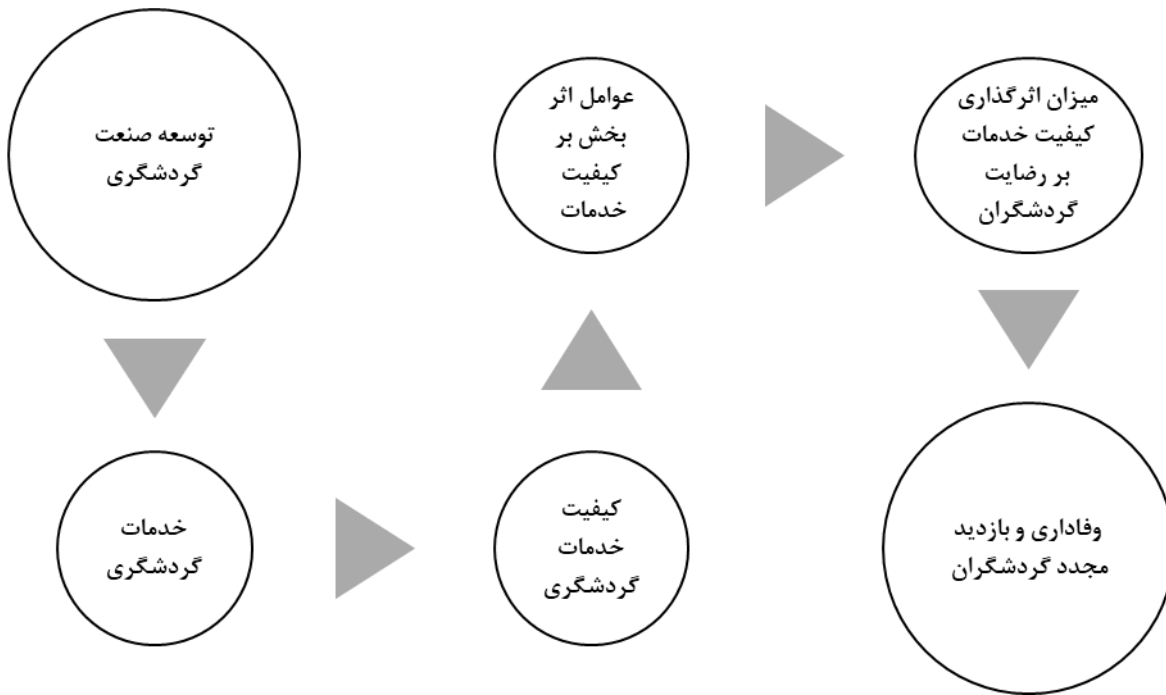 توسعه صنعت
گردشگری
خدمات
گردشگری
کیفیت
خدمات
گردشگری
عوامل اثر
بخش بر
کیفیت
خدمات
میزان اثرگذاری
کیفیت خدمات
بر رضایت
گردشگران
وفاداری و بازدید
مجدد گردشگران